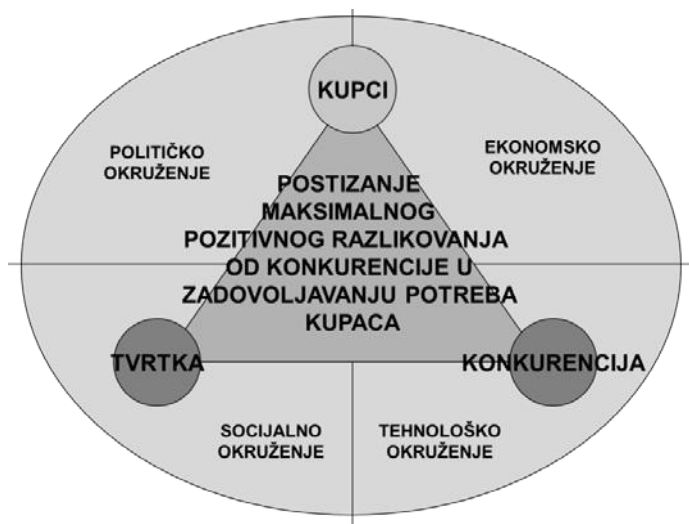 KUPCI
POLITIČKO
OKRUŽENJE
EKONOMSKO
OKRUŽENJE
POSTIZANJE
MAKSIMALNOG
POZITIVNOG RAZLIKOVANJA
OD KONKURENCIJE U
ZADOVOLJAVANJU POTREBA
KUPACA
TVRTKA
KONKURENCIJA
SOCIJALNO
OKRUŽENJE
TEHNOLOŠKO
OKRUŽENJE